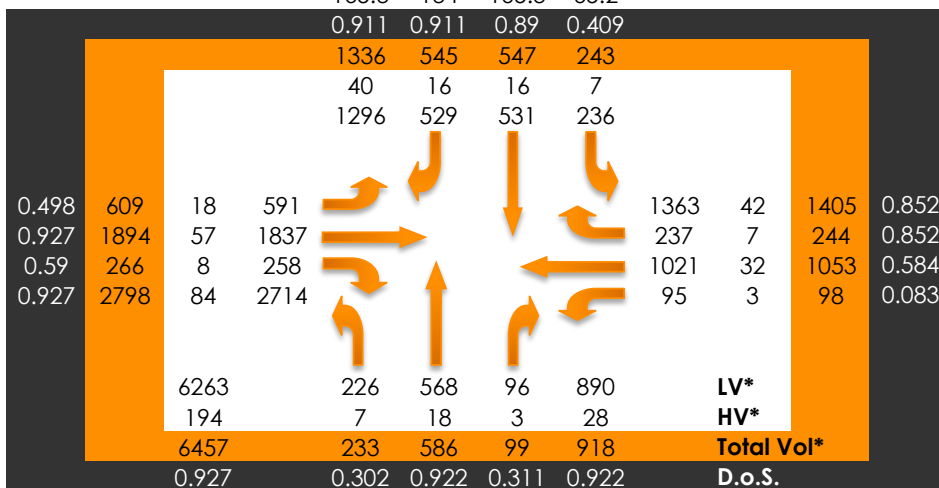 0.911 0.911 0.89 0.409
1336 545 547 243
40 16 16 7
1296 529 531 236
0.498 609 18 591 1363 42 1405 0.852
0.927 1894 57 1837 237 7 244 0.852
0.59 266 8 258 1021 32 1053 0.584
0.927 2798 84 2714 95 3 98 0.083
6263 226 568 96 890 LV*
194 7 18 3 28 HV*
6457 233 586 99 918 Total Vol*
0.927 0.302 0.922 0.311 0.922 D.o.S.